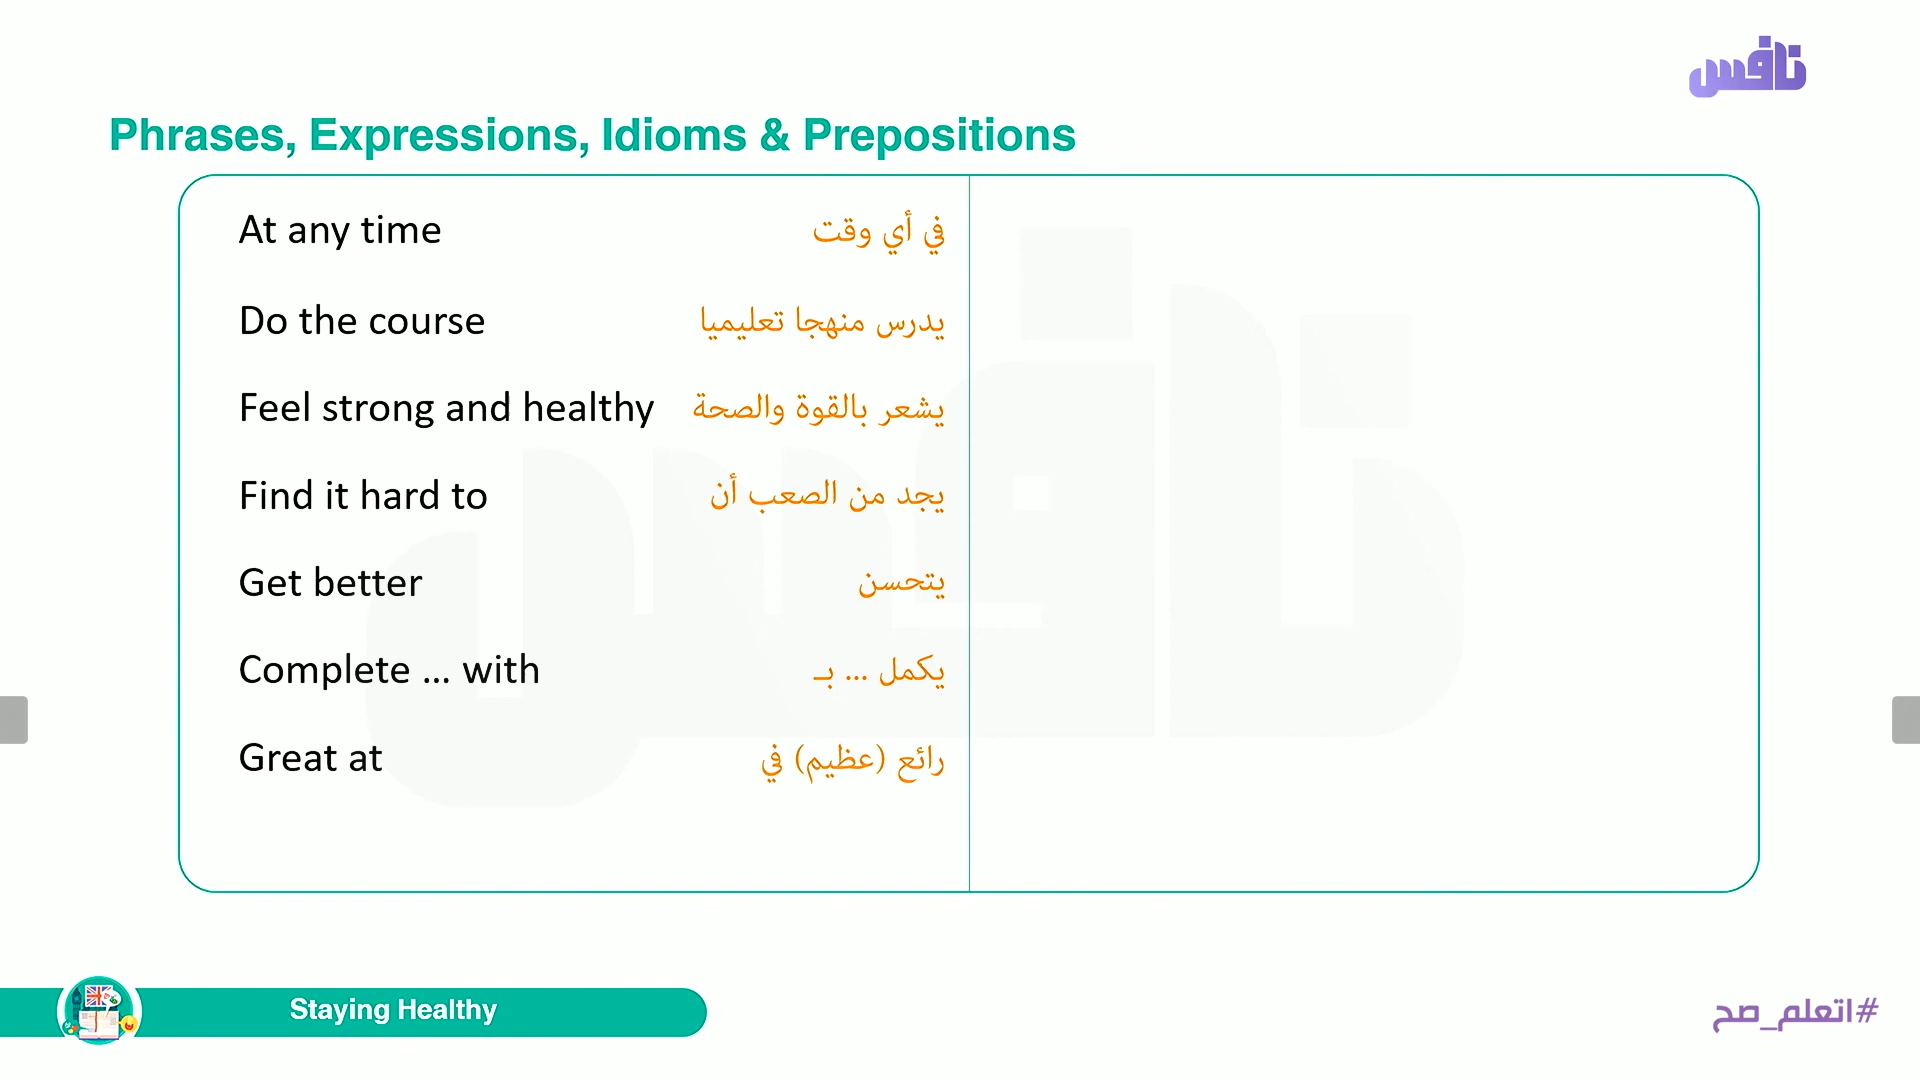 نافس
Phrases, Expressions, Idioms & Prepositions
At any time في أي وقت
Do the course يدرس منهجا تعليميا
Feel strong and healthy يشعر بالقوة والصحة
Find it hard to يجد من الصعب أن
Get better يتحسن
Complete ... with يكمل ... بـ
Great at رائع (عظيم) في
Staying Healthy
#اتعلم_صح